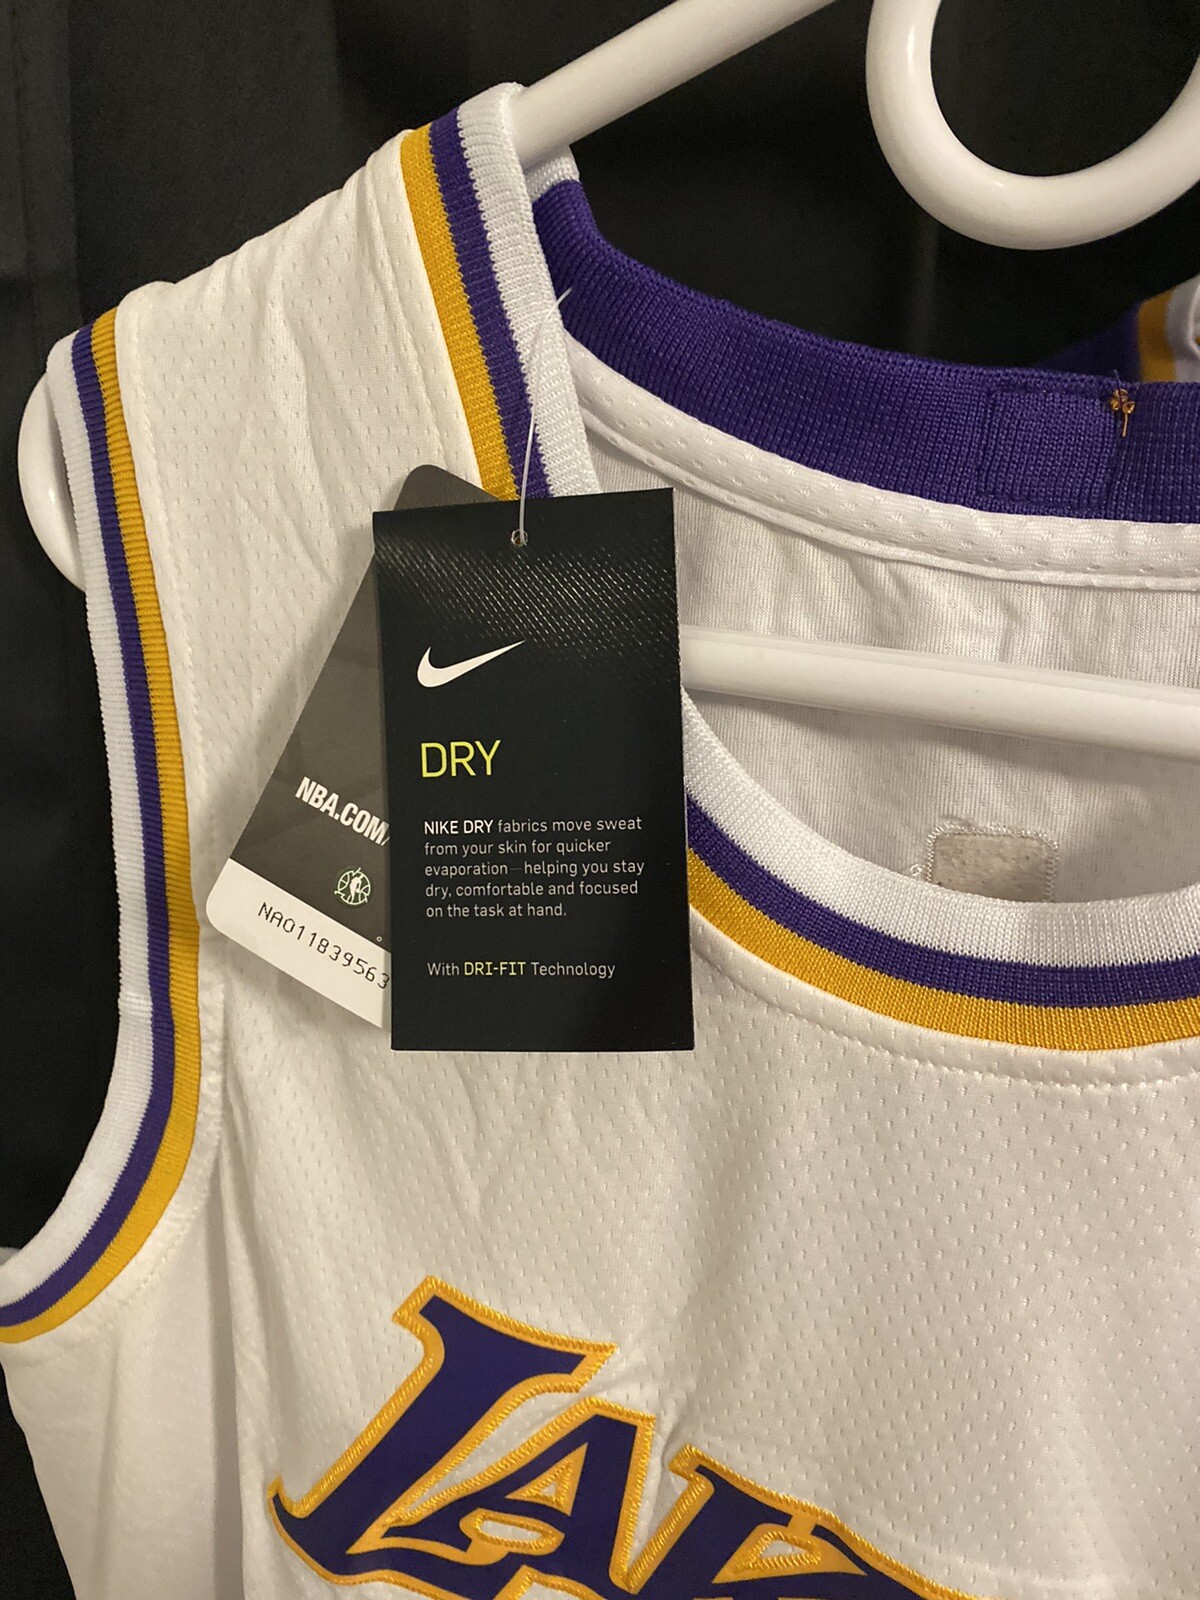 DRY
NIKE DRY fabrics move sweat
from your skin for quicker
evaporation—helping you stay
dry, comfortable and focused
on the task at hand.
With DRI-FIT Technology
NBA.COM/
NA011839563
LAK